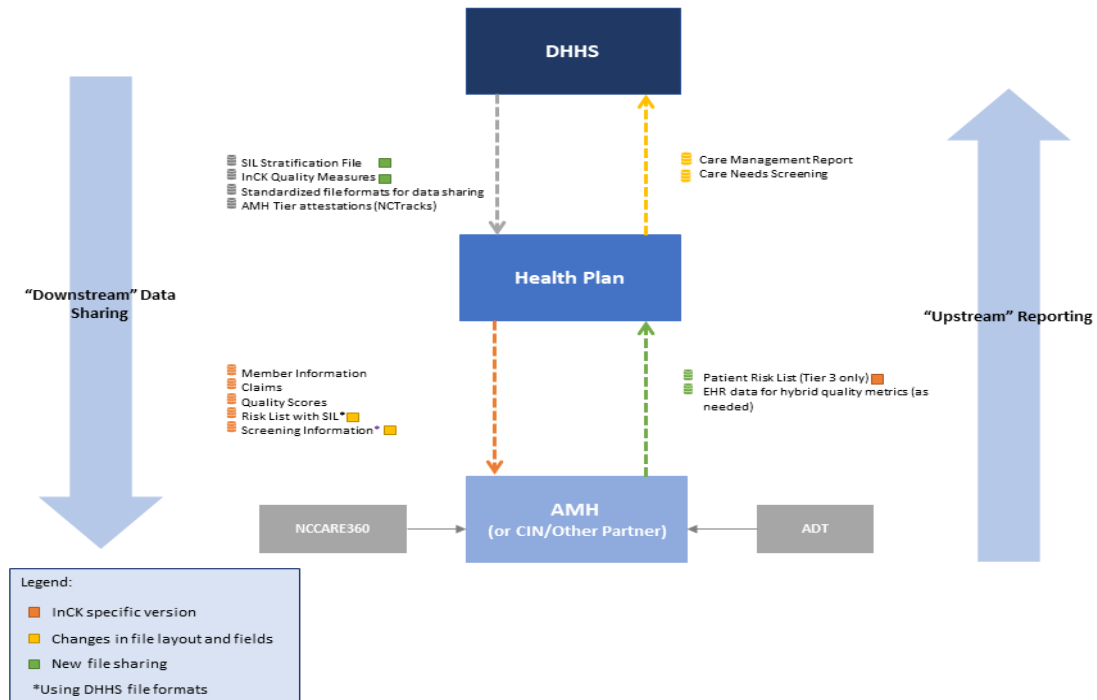 DHHS
SIL Stratification File
InCK Quality Measures
Standardized file formats for data sharing
AMH Tier attestations (NCTracks)
Care Management Report
Care Needs Screening
Health Plan
“Downstream” Data
Sharing
“Upstream” Reporting
Member Information
Claims
Quality Scores
Risk List with SIL*
Screening Information*
Patient Risk List (Tier 3 only)
EHR data for hybrid quality metrics (as
needed)
AMH
(or CIN/Other Partner)
NCCARE360
ADT
Legend:
InCK specific version
Changes in file layout and fields
New file sharing
*Using DHHS file formats